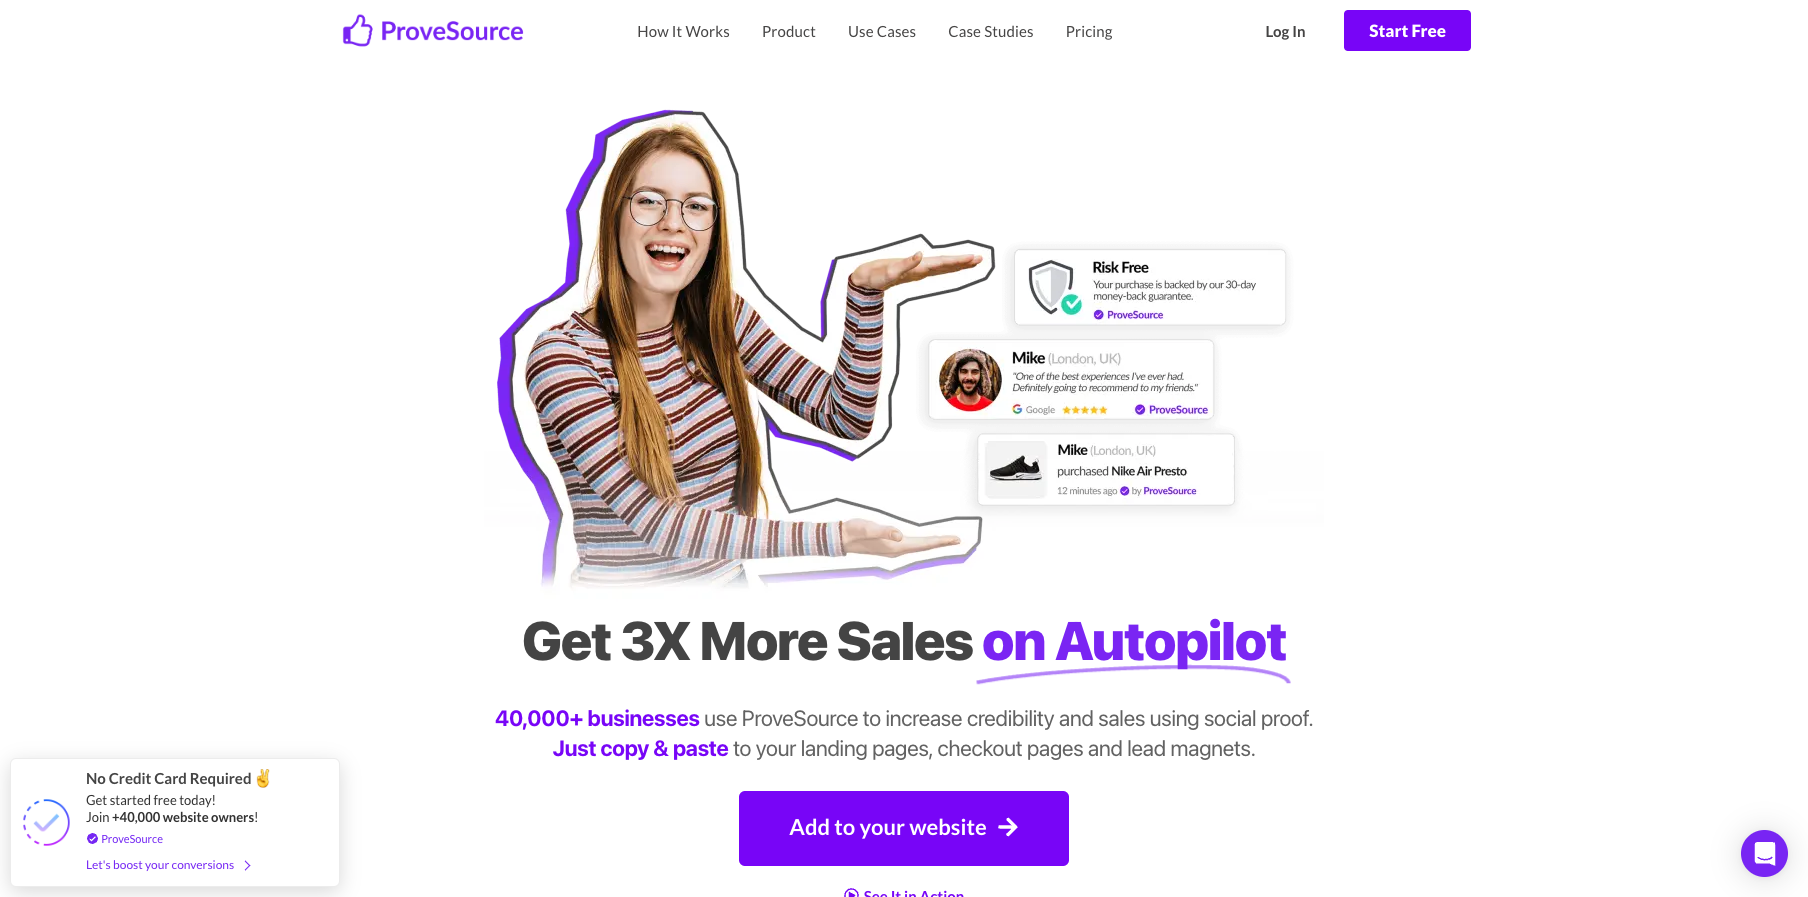 ProveSource
How It Works
Product
Use Cases
Case Studies
Pricing
Log In
Start Free
Risk Free
Your purchase is backed by our 30-day
money-back guarantee.
ProveSource
Mike (London, UK)
"One of the best experiences I've ever had.
Definitely going to recommend to my friends."
Google
ProveSource
Mike (London, UK)
purchased Nike Air Presto
12 minutes ago by ProveSource
Get 3X More Sales on Autopilot
40,000+ businesses use ProveSource to increase credibility and sales using social proof.
Just copy & paste to your landing pages, checkout pages and lead magnets.
Add to your website →
See It in Action
No Credit Card Required ✌️
Get started free today!
Join +40,000 website owners!
ProveSource
Let's boost your conversions >